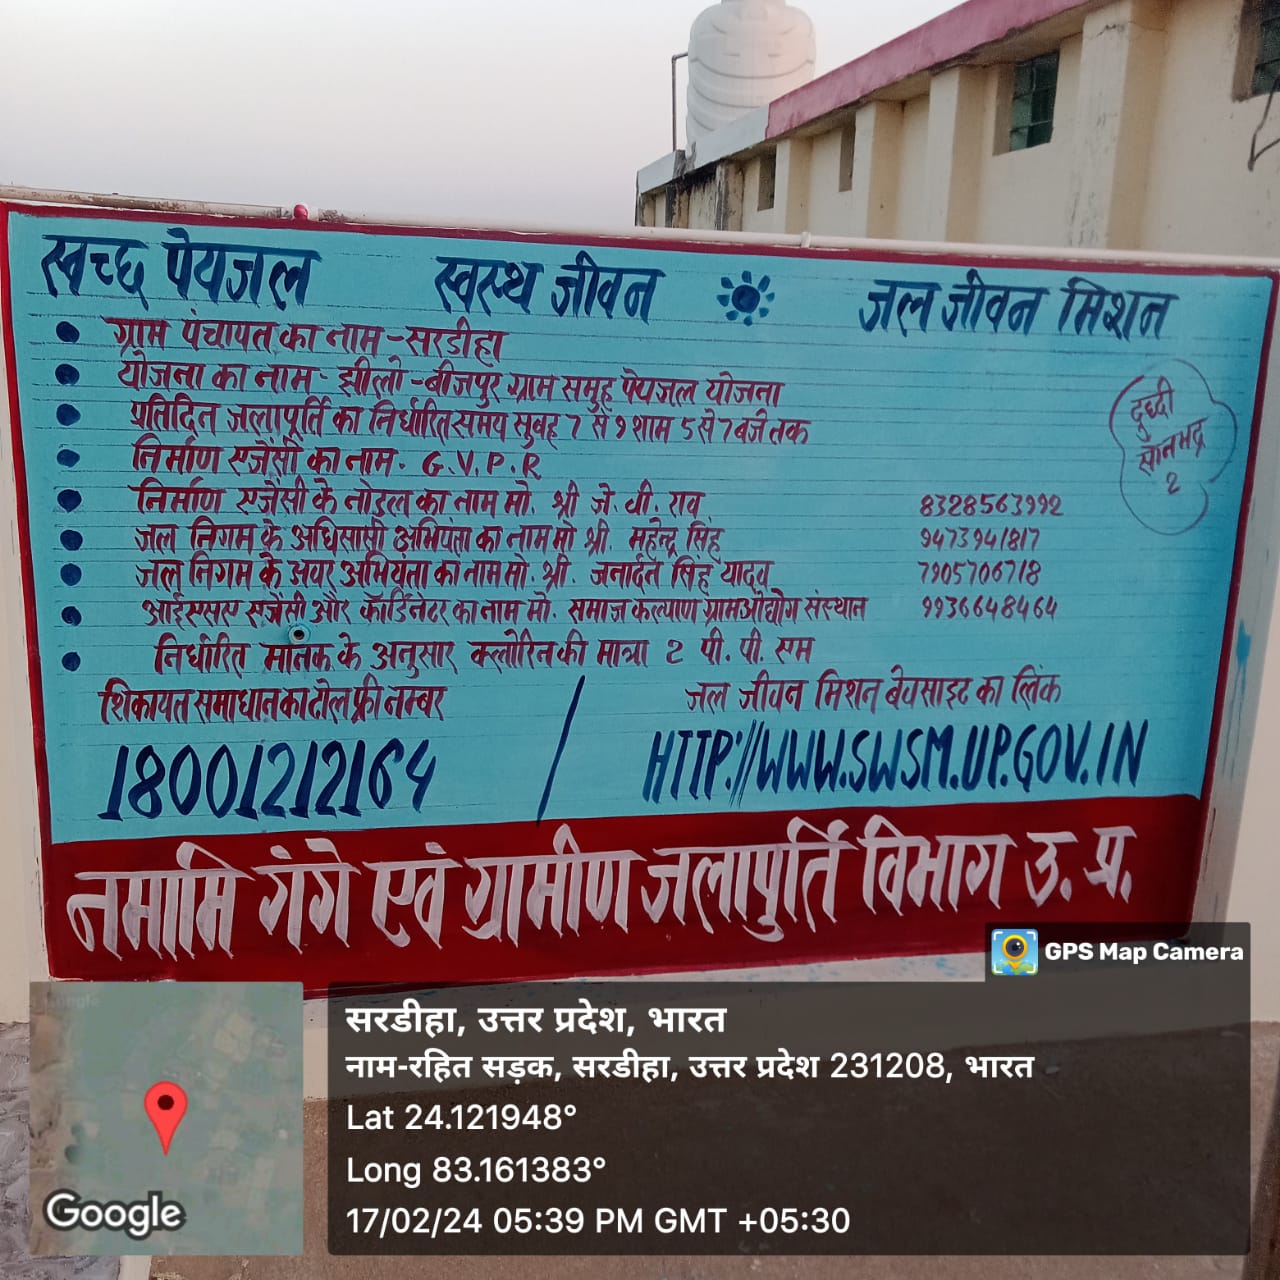 स्वच्छ पेयजल स्वस्थ जीवन जल जीवन मिशन
ग्राम पंचायत का नाम - सरडीहा
योजना का नाम - झीलो - बीजपुर ग्राम समुह पेयजल योजना
प्रतिदिन जलापूर्ति का निर्धारित समय सुबह 7 से 9 शाम 5 से 7 बजे तक
निर्माण एजेंसी का नाम. G.V.P.R
निर्माण एजेंसी के नोडल का नाम मो. श्री जे. वी. राव 8328563992
जल निगम के अधिसासी अभियंता का नाम मो श्री. महेन्द्र सिंह 9473941817
जल निगम के अवर अभियंता का नाम मो. श्री. जनार्दन सिंह यादव 7905706718
आईएसए एजेंसी और कॉर्डिनेटर का नाम मो. समाज कल्याण ग्रामओद्योग संस्थान 9936648464
निर्धारित मानक के अनुसार क्लोरिन की मात्रा 2 पी. पी. एम
दुध्दी
सोनभद्र
2
शिकायत समाधान का टोल फ्री नम्बर / जल जीवन मिशन बेवसाइट का लिंक
18001212164 HTTP://WWW.SWSM.UP.GOV.IN
नमामि गंगे एवं ग्रामीण जलापुर्ति विभाग उ. प्र.
GPS Map Camera
सरडीहा, उत्तर प्रदेश, भारत
नाम-रहित सड़क, सरडीहा, उत्तर प्रदेश 231208, भारत
Lat 24.121948°
Long 83.161383°
17/02/24 05:39 PM GMT +05:30
Google